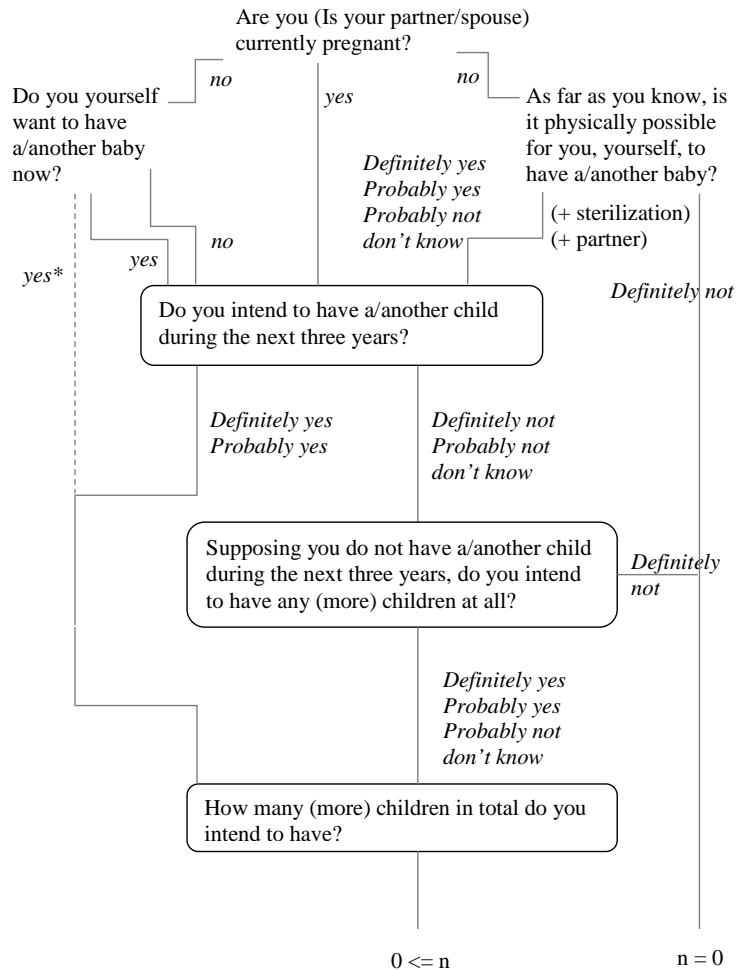 Are you (Is your partner/spouse)
currently pregnant?
no
yes
no
Do you yourself
want to have
a/another baby
now?
As far as you know, is
it physically possible
for you, yourself, to
have a/another baby?
Definitely yes
Probably yes
Probably not
don't know
(+ sterilization)
(+ partner)
no
yes
yes*
Definitely not
Do you intend to have a/another child
during the next three years?
Definitely yes
Probably yes
Definitely not
Probably not
don't know
Supposing you do not have a/another child
during the next three years, do you intend
to have any (more) children at all?
Definitely
not
Definitely yes
Probably yes
Probably not
don't know
How many (more) children in total do you
intend to have?
0 <= n
n = 0